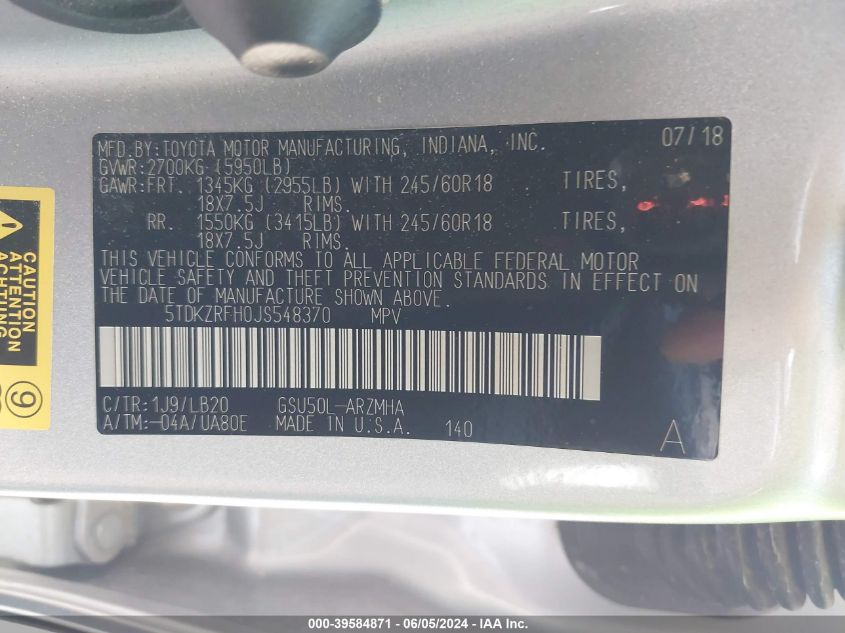 MFD.BY:TOYOTA MOTOR MANUFACTURING, INDIANA, INC. 07/18
GVWR:2700KG (5950LB)
GAWR:FRT. 1345KG (2955LB) WITH 245/60R18 TIRES,
18X7.5J RIMS.
RR. 1550KG (3415LB) WITH 245/60R18 TIRES,
18X7.5J RIMS.
THIS VEHICLE CONFORMS TO ALL APPLICABLE FEDERAL MOTOR
VEHICLE SAFETY AND THEFT PREVENTION STANDARDS IN EFFECT ON
THE DATE OF MANUFACTURE SHOWN ABOVE.
5TDKZRFH0JS548370 MPV
C/TR:1J9/LB20 GSU50L-ARZMHA
A/TM:-04A/UA80E MADE IN U.S.A. 140 A
CAUTION
ATTENTION
ACHTUNG
9
000-39584871 / 06/05/2024 - IAA Inc.